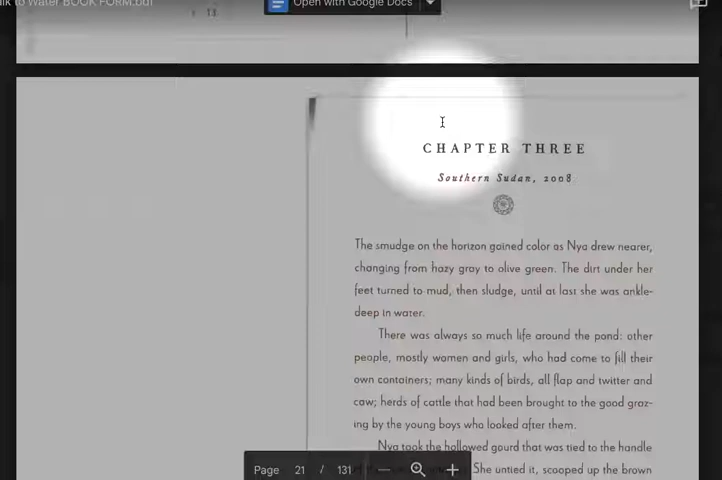 to Water BOOK FORM.pdf
Open with Google Docs
13
CHAPTER THREE
Southern Sudan, 2008
The smudge on the horizon gained color as Nya drew nearer,
changing from hazy gray to olive green. The dirt under her
feet turned to mud, then sludge, until at last she was ankle-
deep in water.
There was always so much life around the pond: other
people, mostly women and girls, who had come to fill their
own containers; many kinds of birds, all flap and twitter and
caw; herds of cattle that had been brought to the good graz-
ing by the young boys who looked after them.
Nya took the hollowed gourd that was tied to the handle
She untied it, scooped up the brown
Page 21 / 131